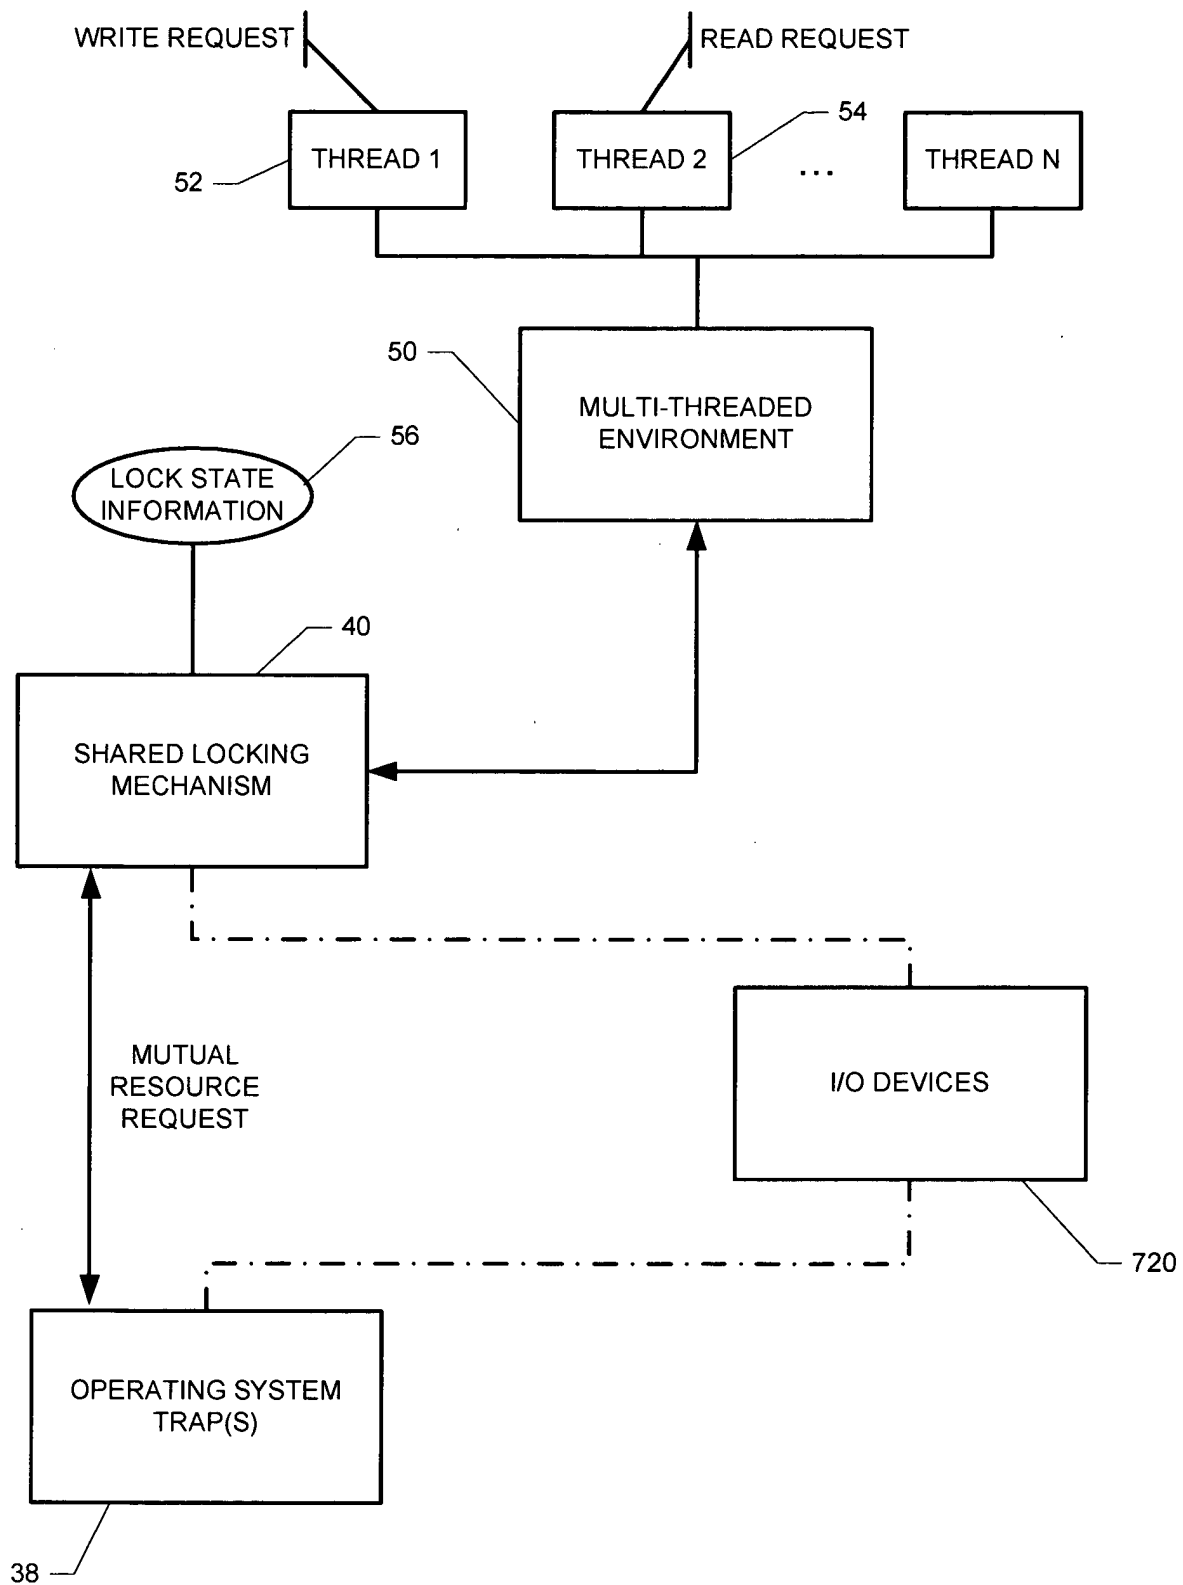 WRITE REQUEST
READ REQUEST
54
THREAD 1
THREAD 2
...
THREAD N
52
50
MULTI-THREADED
ENVIRONMENT
56
LOCK STATE
INFORMATION
40
SHARED LOCKING
MECHANISM
MUTUAL
RESOURCE
REQUEST
I/O DEVICES
720
OPERATING SYSTEM
TRAP(S)
38